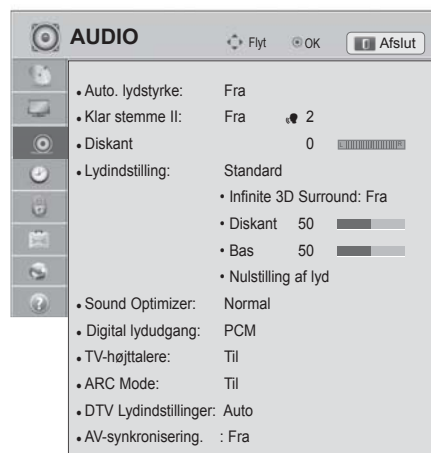 AUDIO Flyt OK Afslut
• Auto. lydstyrke: Fra
• Klar stemme II: Fra 2
• Diskant 0 L R
• Lydindstilling: Standard
• Infinite 3D Surround: Fra
• Diskant 50
• Bas 50
• Nulstilling af lyd
• Sound Optimizer: Normal
• Digital lydudgang: PCM
• TV-højttalere: Til
• ARC Mode: Til
• DTV Lydindstillinger: Auto
• AV-synkronisering. : Fra